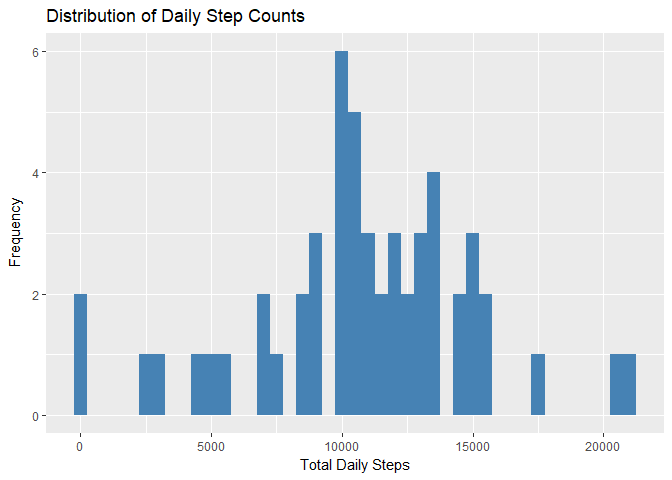 Distribution of Daily Step Counts
6
4
2
0
Frequency
0 5000 10000 15000 20000
Total Daily Steps